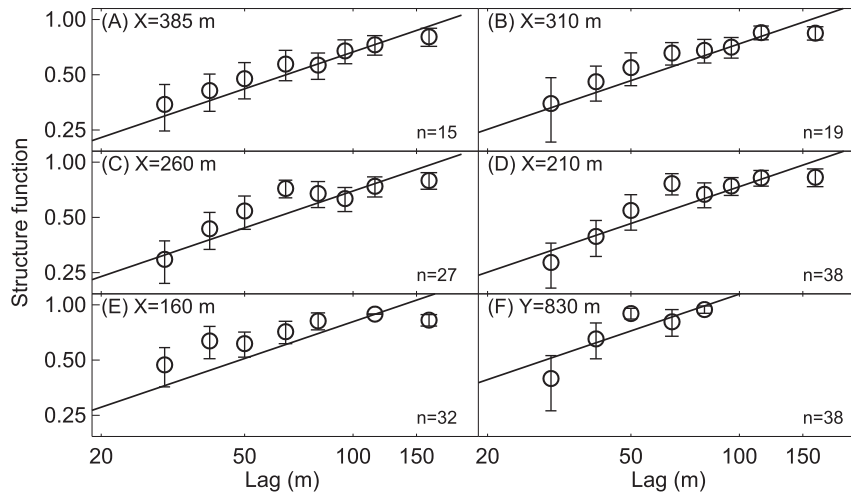 (A) X=385 m
(B) X=310 m
1.00
0.50
0.25
n=15
n=19
(C) X=260 m
(D) X=210 m
1.00
0.50
0.25
n=27
n=38
(E) X=160 m
(F) Y=830 m
1.00
0.50
0.25
n=32
n=38
Structure function
20
50
100
150
20
50
100
150
Lag (m)
Lag (m)